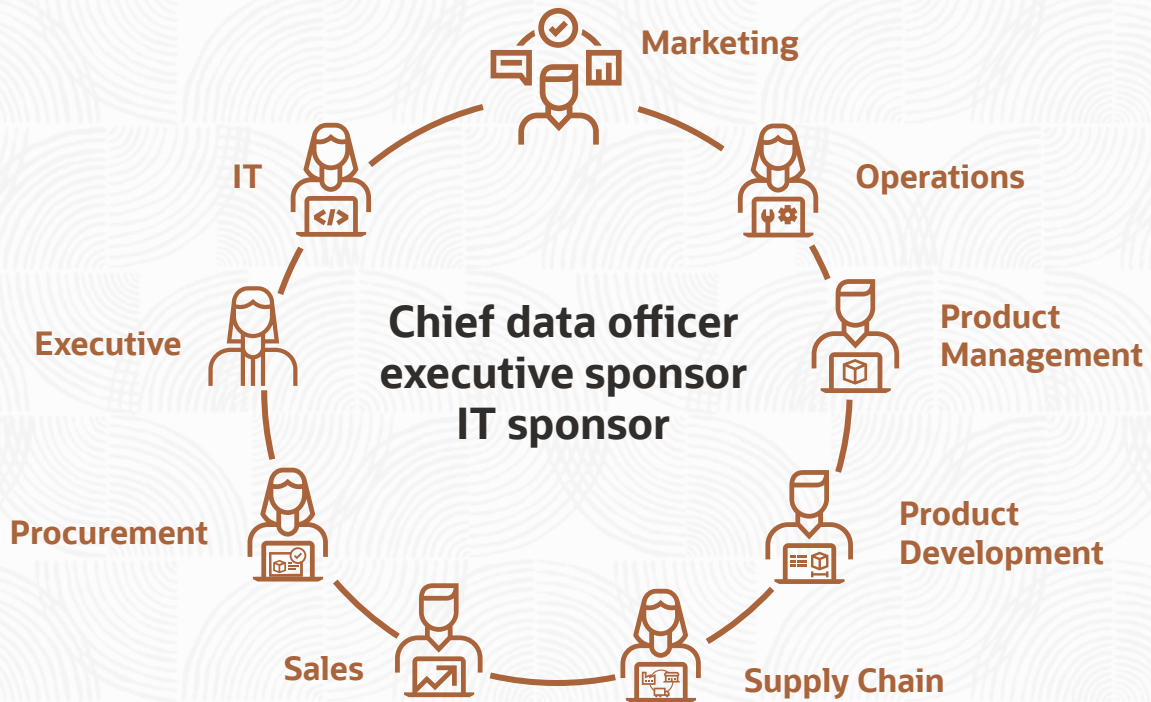 Marketing
IT
Operations
Chief data officer
executive sponsor
IT sponsor
Executive
Product
Management
Procurement
Product
Development
Sales
Supply Chain
</>